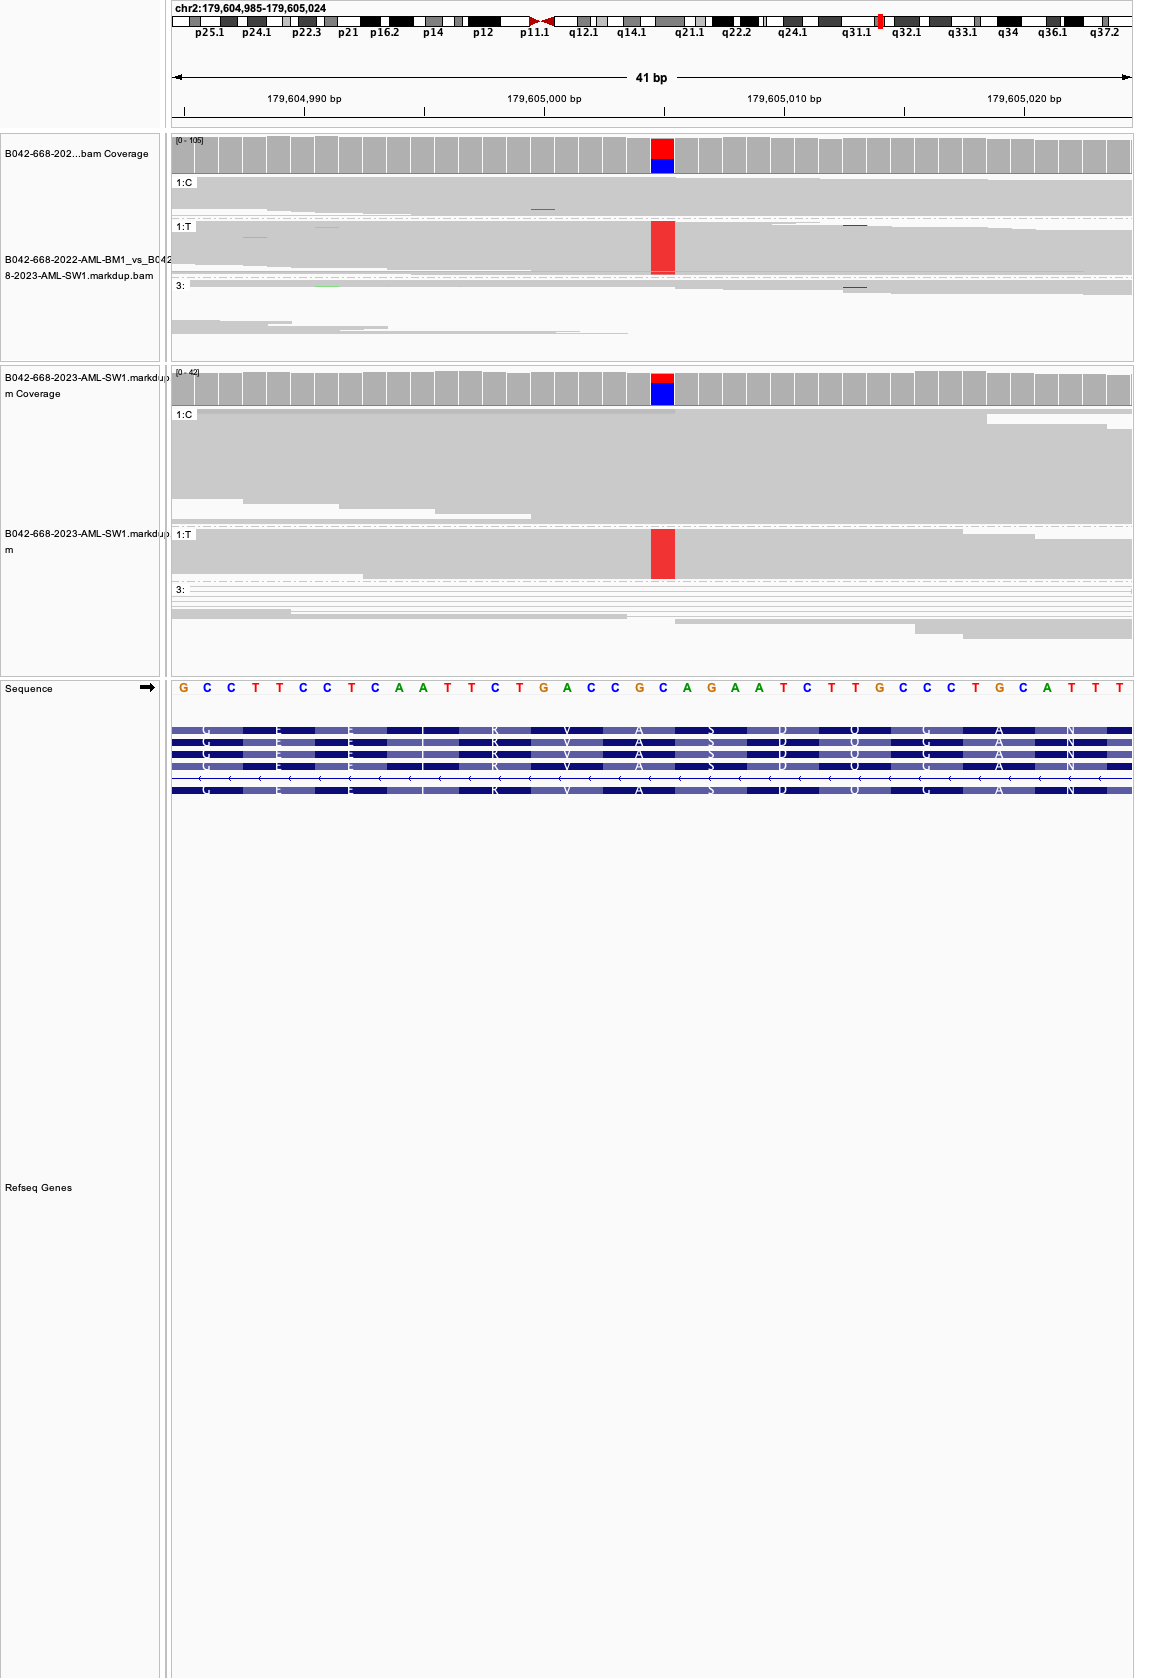 chr2:179,604,985-179,605,024
p25.1 p24.1 p22.3 p21 p16.2 p14 p12 p11.1 q12.1 q14.1 q21.1 q22.2 q24.1 q31.1 q32.1 q33.1 q34 q36.1 q37.2
41 bp
179,604,990 bp 179,605,000 bp 179,605,010 bp 179,605,020 bp
[0 - 105]
B042-668-202...bam Coverage
1:C
1:T
B042-668-2022-AML-BM1_vs_B042
8-2023-AML-SW1.markdup.bam
3:
[0 - 42]
B042-668-2023-AML-SW1.markdup
m Coverage
1:C
B042-668-2023-AML-SW1.markdup
m
1:T
3:
Sequence
G C C T T C C T C A A T T C T G A C C G C A G A A T C T T G C C C T G C A T T T
G E E I R V A S D Q G A N
G E E I R V A S D Q G A N
G E E I R V A S D Q G A N
G E E I R V A S D Q G A N
G E E I R V A S D Q G A N
Refseq Genes